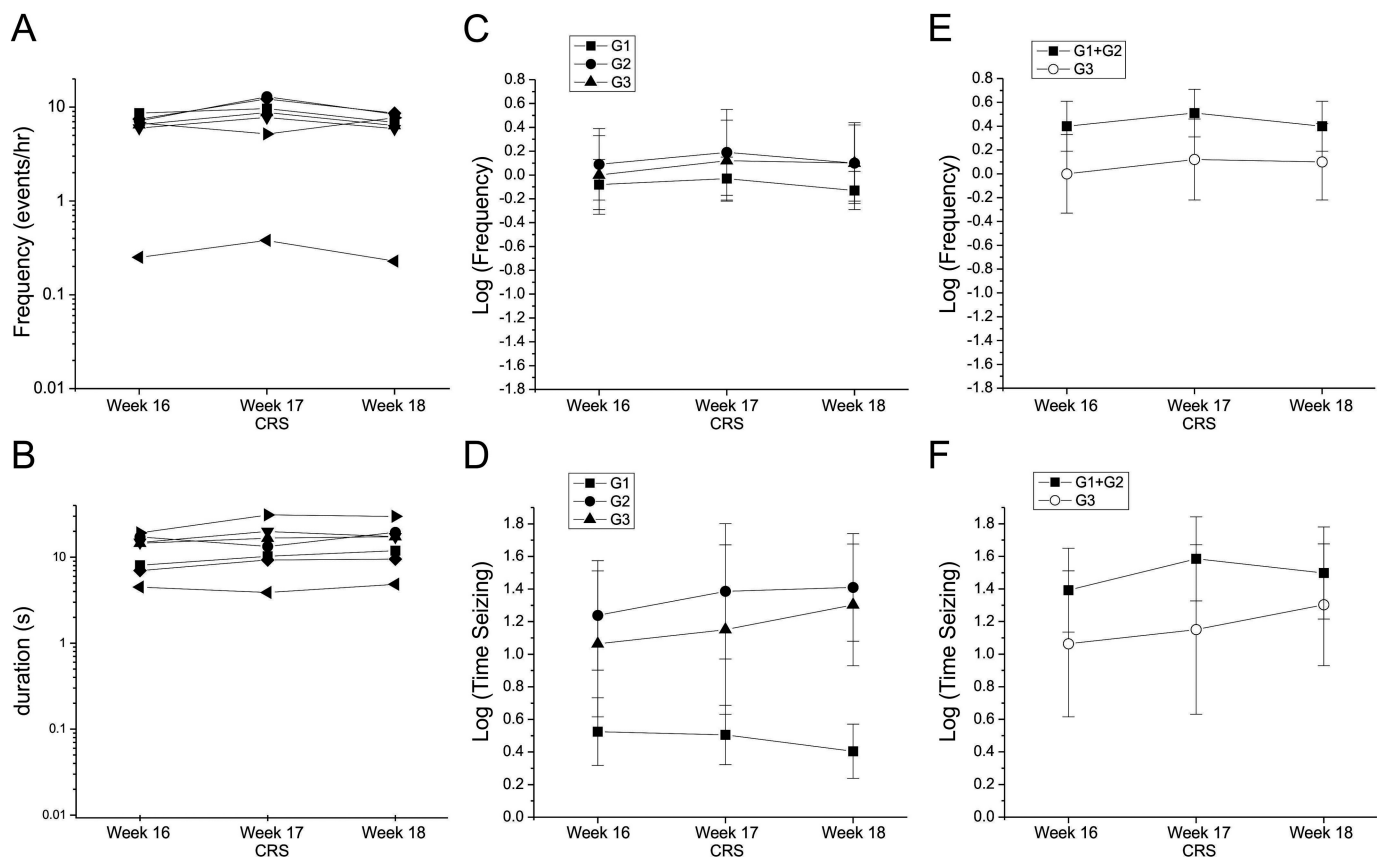 A
Frequency (events/hr)
10
1
0.1
0.01
Week 16
Week 17
Week 18
CRS
C
G1
G2
G3
Log (Frequency)
0.8
0.6
0.4
0.2
0.0
-0.2
-0.4
-0.6
-0.8
-1.0
-1.2
-1.4
-1.6
-1.8
Week 16
Week 17
Week 18
CRS
E
G1+G2
G3
Log (Frequency)
0.8
0.6
0.4
0.2
0.0
-0.2
-0.4
-0.6
-0.8
-1.0
-1.2
-1.4
-1.6
-1.8
Week 16
Week 17
Week 18
CRS
B
duration (s)
10
1
0.1
0.01
Week 16
Week 17
Week 18
CRS
D
G1
G2
G3
Log (Time Seizing)
1.8
1.6
1.4
1.2
1.0
0.8
0.6
0.4
0.2
0.0
Week 16
Week 17
Week 18
CRS
F
G1+G2
G3
Log (Time Seizing)
1.8
1.6
1.4
1.2
1.0
0.8
0.6
0.4
0.2
0.0
Week 16
Week 17
Week 18
CRS